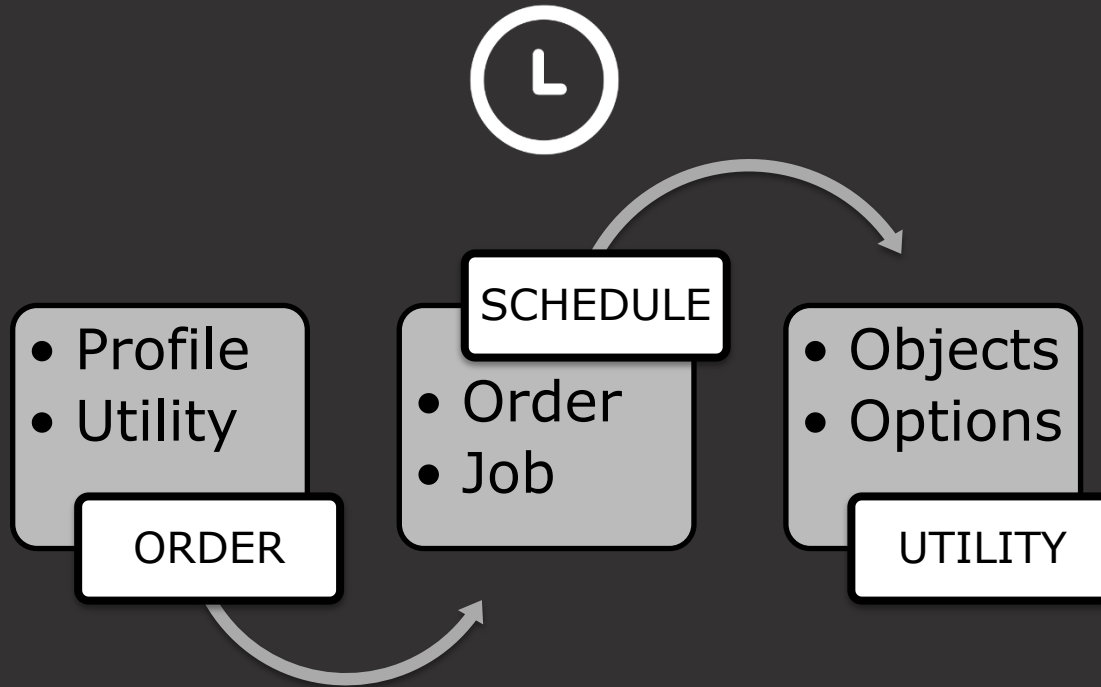 • Profile
• Utility
ORDER
SCHEDULE
• Order
• Job
• Objects
• Options
UTILITY